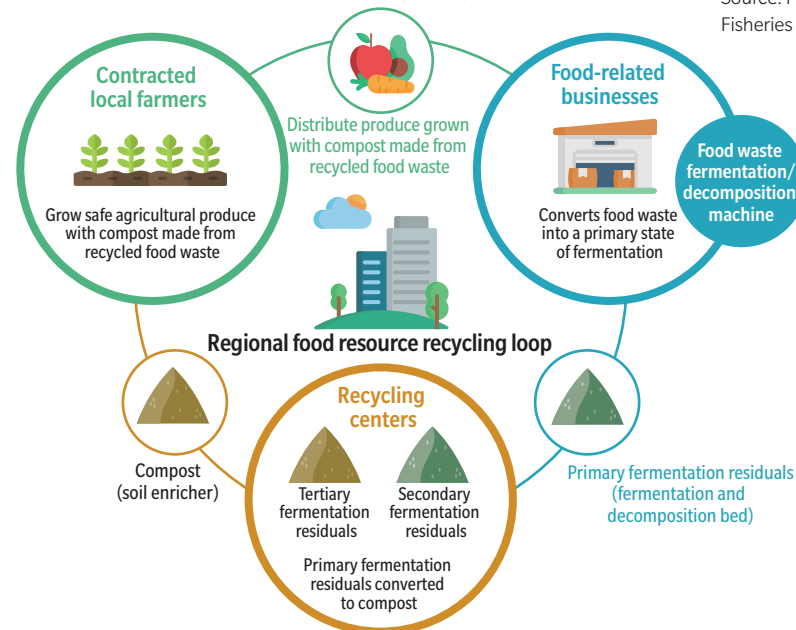 Fisheries
Contracted
local farmers
Grow safe agricultural produce
with compost made from
recycled food waste
Distribute produce grown
with compost made from
recycled food waste
Food-related
businesses
Converts food waste
into a primary state
of fermentation
Food waste
fermentation/
decomposition
machine
Regional food resource recycling loop
Compost
(soil enricher)
Recycling
centers
Tertiary
fermentation
residuals
Secondary
fermentation
residuals
Primary fermentation
residuals converted
to compost
Primary fermentation residuals
(fermentation and
decomposition bed)